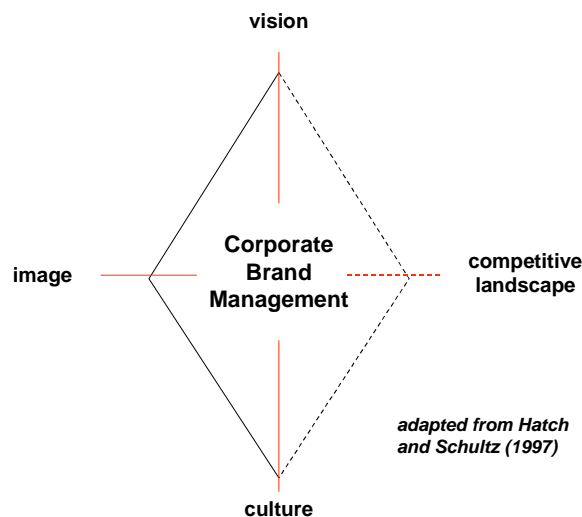 vision
Corporate
Brand
Management
image
competitive
landscape
adapted from Hatch
and Schultz (1997)
culture